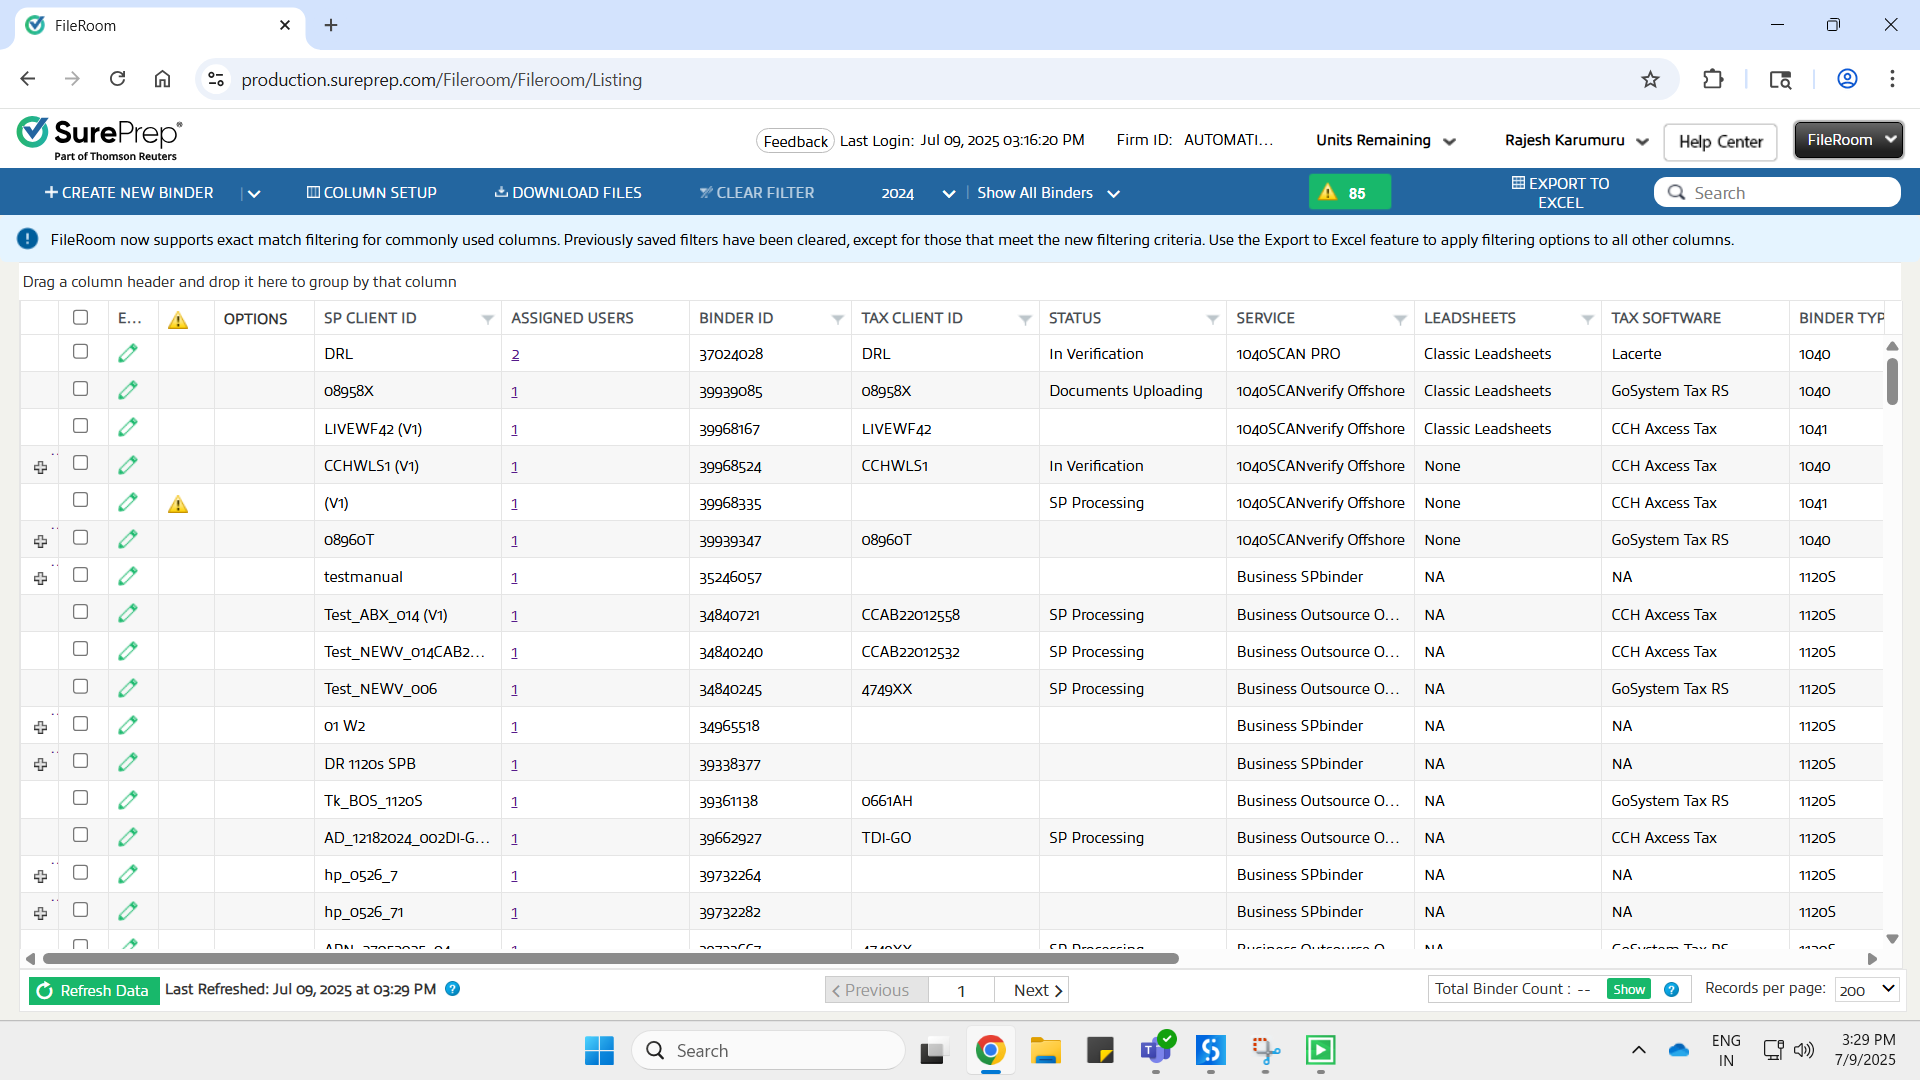 FileRoom
production.sureprep.com/Fileroom/Fileroom/Listing
SurePrep®
Part of Thomson Reuters
Feedback Last Login: Jul 09, 2025 03:16:20 PM Firm ID: AUTOMATI... Units Remaining Rajesh Karumuru Help Center FileRoom
CREATE NEW BINDER COLUMN SETUP DOWNLOAD FILES CLEAR FILTER 2024 Show All Binders 85 EXPORT TO EXCEL Search
FileRoom now supports exact match filtering for commonly used columns. Previously saved filters have been cleared, except for those that meet the new filtering criteria. Use the Export to Excel feature to apply filtering options to all other columns.
Drag a column header and drop it here to group by that column
E... OPTIONS SP CLIENT ID ASSIGNED USERS BINDER ID TAX CLIENT ID STATUS SERVICE LEADSHEETS TAX SOFTWARE BINDER TYP
DRL 2 37024028 DRL In Verification 1040SCAN PRO Classic Leadsheets Lacerte 1040
08958X 1 39939085 08958X Documents Uploading 1040SCANverify Offshore Classic Leadsheets GoSystem Tax RS 1040
LIVEWF42 (V1) 1 39968167 LIVEWF42 1040SCANverify Offshore Classic Leadsheets CCH Axcess Tax 1041
CCHWLS1 (V1) 1 39968524 CCHWLS1 In Verification 1040SCANverify Offshore None CCH Axcess Tax 1040
(V1) 1 39968335 SP Processing 1040SCANverify Offshore None CCH Axcess Tax 1041
08960T 1 39939347 08960T 1040SCANverify Offshore None GoSystem Tax RS 1040
testmanual 1 35246057 Business SPbinder NA NA 1120S
Test_ABX_014 (V1) 1 34840721 CCAB22012558 SP Processing Business Outsource O... NA CCH Axcess Tax 1120S
Test_NEWV_014CAB2... 1 34840240 CCAB22012532 SP Processing Business Outsource O... NA CCH Axcess Tax 1120S
Test_NEWV_006 1 34840245 4749XX SP Processing Business Outsource O... NA GoSystem Tax RS 1120S
01 W2 1 34965518 Business SPbinder NA NA 1120S
DR 1120s SPB 1 39338377 Business SPbinder NA NA 1120S
Tk_BOS_1120S 1 39361138 0661AH Business Outsource O... NA GoSystem Tax RS 1120S
AD_12182024_002DI-G... 1 39662927 TDI-GO SP Processing Business Outsource O... NA CCH Axcess Tax 1120S
hp_0526_7 1 39732264 Business SPbinder NA NA 1120S
hp_0526_71 1 39732282 Business SPbinder NA NA 1120S
4749XX SP Processing Business Outsource O... NA GoSystem Tax RS 1120S
Refresh Data Last Refreshed: Jul 09, 2025 at 03:29 PM Previous 1 Next Total Binder Count : -- Show Records per page: 200
Search
ENG
IN
3:29 PM
7/9/2025